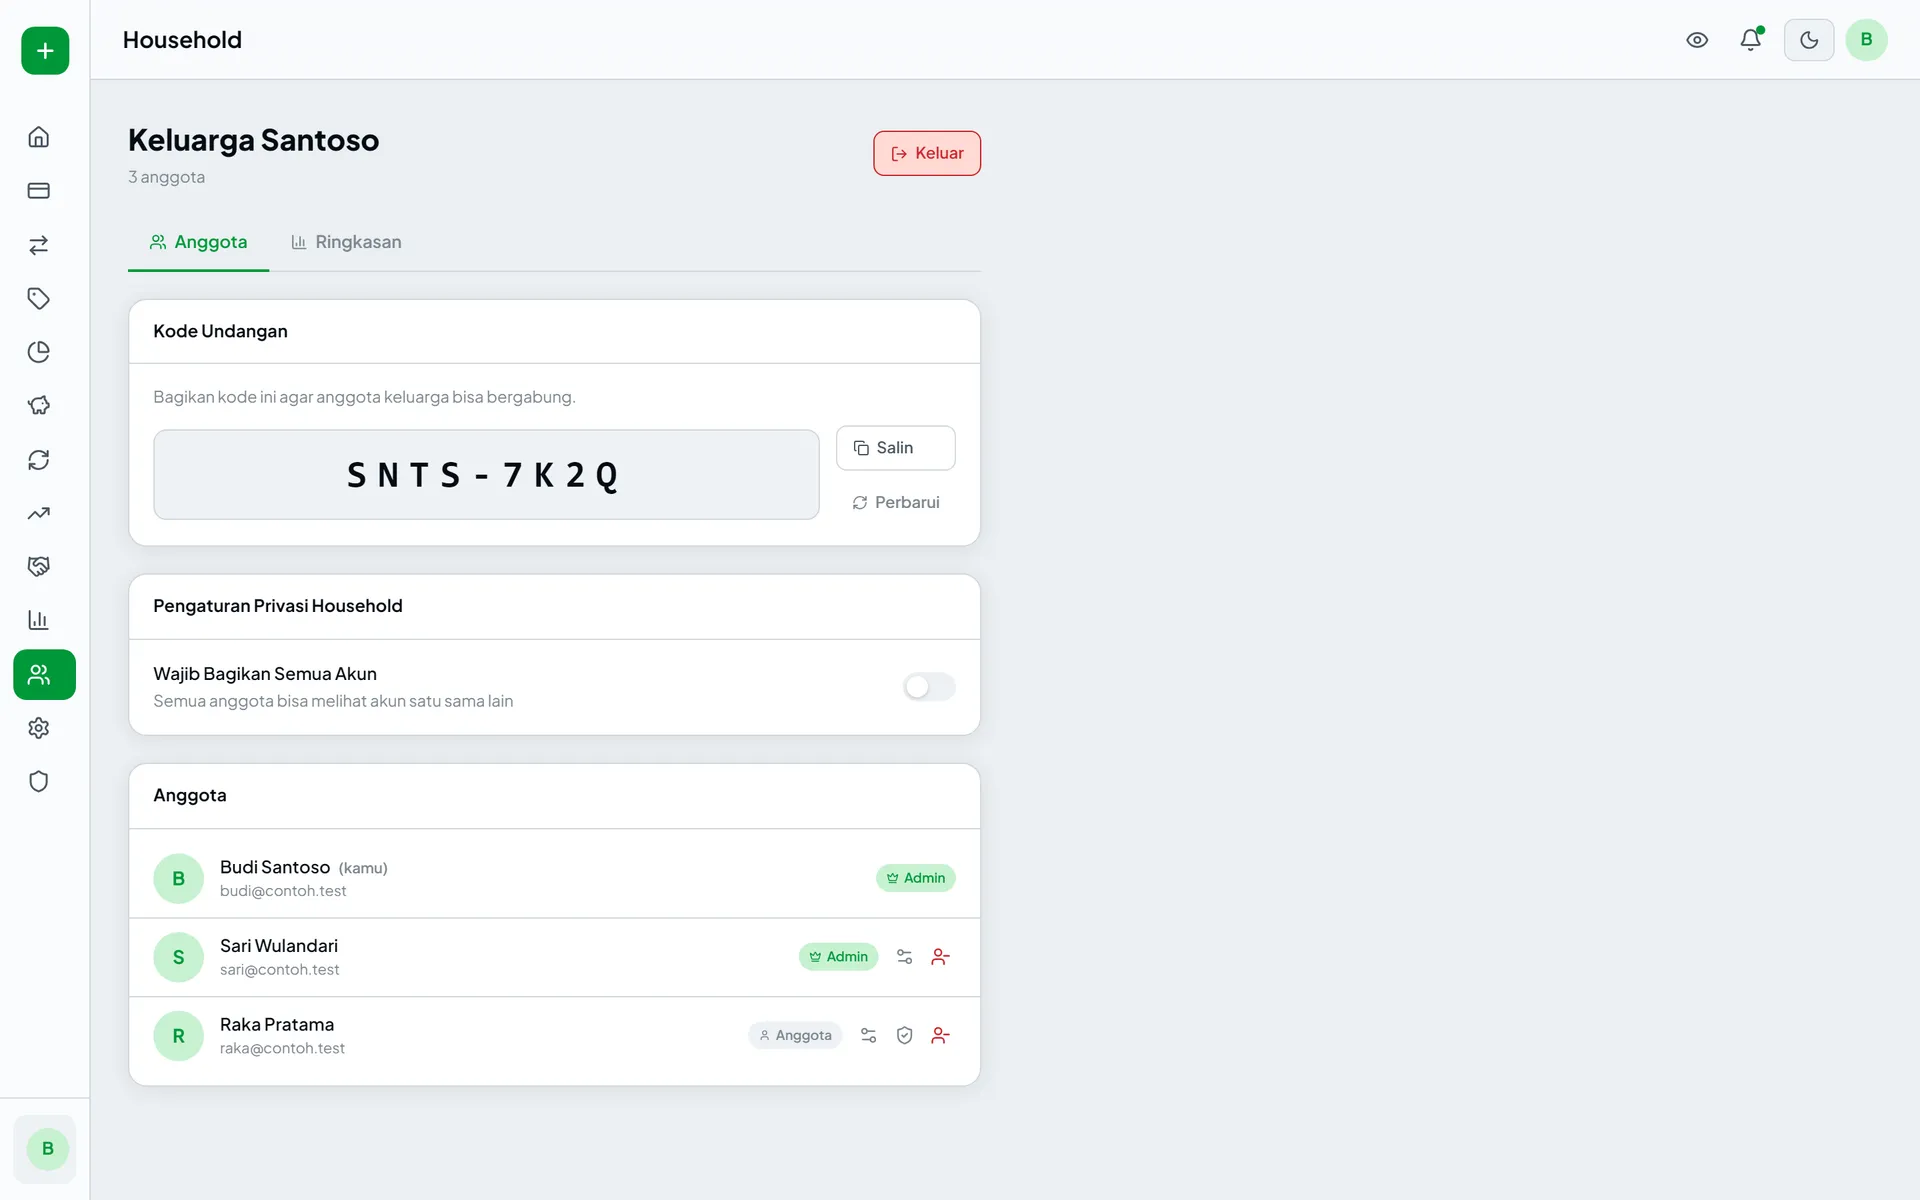 Household
B
Keluarga Santoso
3 anggota
Keluar
Anggota
Ringkasan
Kode Undangan
Bagikan kode ini agar anggota keluarga bisa bergabung.
SNTS-7K2Q
Salin
Perbarui
Pengaturan Privasi Household
Wajib Bagikan Semua Akun
Semua anggota bisa melihat akun satu sama lain
Anggota
B
Budi Santoso (kamu)
budi@contoh.test
Admin
S
Sari Wulandari
sari@contoh.test
Admin
R
Raka Pratama
raka@contoh.test
Anggota
B